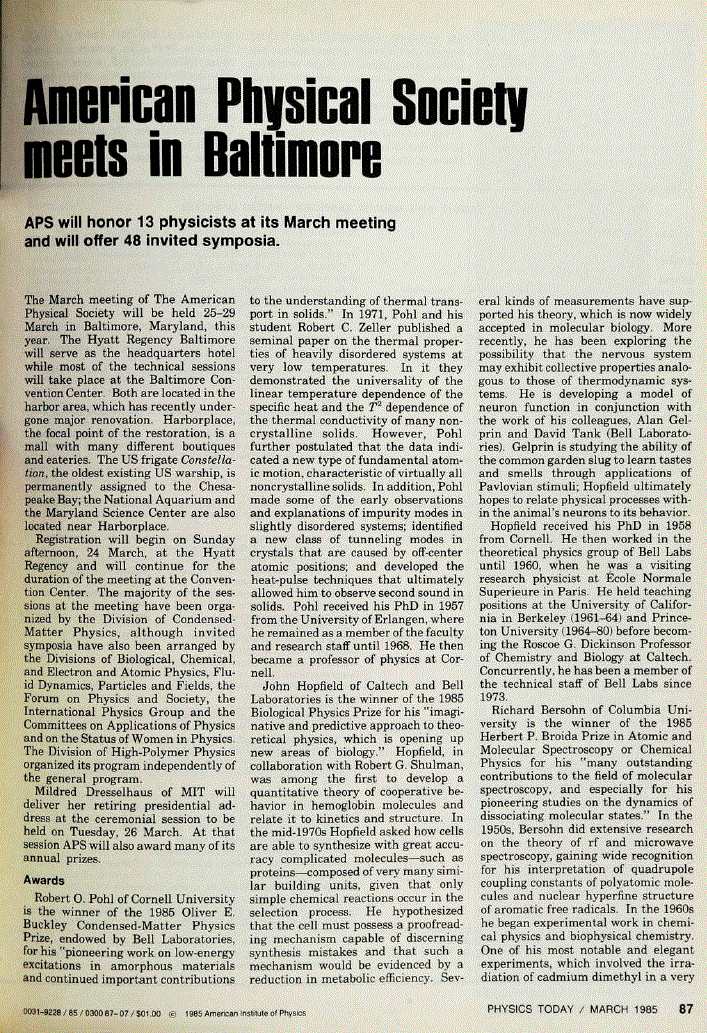 American Physical Society
meets in Baltimore
APS will honor 13 physicists at its March meeting
and will offer 48 invited symposia.
The March meeting of The American
Physical Society will be held 25–29
March in Baltimore, Maryland, this
year. The Hyatt Regency Baltimore
will serve as the headquarters hotel
while most of the technical sessions
will take place at the Baltimore Con-
vention Center. Both are located in the
harbor area, which has recently under-
gone major renovation. Harborplace,
the focal point of the restoration, is a
mall with many different boutiques
and eateries. The US frigate Constella-
tion, the oldest existing US warship, is
permanently assigned to the Chesa-
peake Bay; the National Aquarium and
the Maryland Science Center are also
located near Harborplace.
Registration will begin on Sunday
afternoon, 24 March, at the Hyatt
Regency and will continue for the
duration of the meeting at the Conven-
tion Center. The majority of the ses-
sions at the meeting have been orga-
nized by the Division of Condensed-
Matter Physics, although invited
symposia have also been arranged by
the Divisions of Biological, Chemical,
and Electron and Atomic Physics, Flu-
id Dynamics, Particles and Fields, the
Forum on Physics and Society, the
International Physics Group and the
Committees on Applications of Physics
and on the Status of Women in Physics.
The Division of High-Polymer Physics
organized its program independently of
the general program.
Mildred Dresselhaus of MIT will
deliver her retiring presidential ad-
dress at the ceremonial session to be
held on Tuesday, 26 March. At that
session APS will also award many of its
annual prizes.
Awards
Robert O. Pohl of Cornell University
is the winner of the 1985 Oliver E.
Buckley Condensed-Matter Physics
Prize, endowed by Bell Laboratories,
for his "pioneering work on low-energy
excitations in amorphous materials
and continued important contributions
to the understanding of thermal trans-
port in solids." In 1971, Pohl and his
student Robert C. Zeller published a
seminal paper on the thermal proper-
ties of heavily disordered systems at
very low temperatures. In it they
demonstrated the universality of the
linear temperature dependence of the
specific heat and the T² dependence of
the thermal conductivity of many non-
crystalline solids. However, Pohl
further postulated that the data indi-
cated a new type of fundamental atom-
ic motion, characteristic of virtually all
noncrystalline solids. In addition, Pohl
made some of the early observations
and explanations of impurity modes in
slightly disordered systems; identified
a new class of tunneling modes in
crystals that are caused by off-center
atomic positions; and developed the
heat-pulse techniques that ultimately
allowed him to observe second sound in
solids. Pohl received his PhD in 1957
from the University of Erlangen, where
he remained as a member of the faculty
and research staff until 1968. He then
became a professor of physics at Cor-
nell.
John Hopfield of Caltech and Bell
Laboratories is the winner of the 1985
Biological Physics Prize for his "imagi-
native and predictive approach to theo-
retical physics, which is opening up
new areas of biology." Hopfield, in
collaboration with Robert G. Shulman,
was among the first to develop a
quantitative theory of cooperative be-
havior in hemoglobin molecules and
relate it to kinetics and structure. In
the mid-1970s Hopfield asked how cells
are able to synthesize with great accu-
racy complicated molecules—such as
proteins—composed of very many simi-
lar building units, given that only
simple chemical reactions occur in the
selection process. He hypothesized
that the cell must possess a proofread-
ing mechanism capable of discerning
synthesis mistakes and that such a
mechanism would be evidenced by a
reduction in metabolic efficiency. Sev-
eral kinds of measurements have sup-
ported his theory, which is now widely
accepted in molecular biology. More
recently, he has been exploring the
possibility that the nervous system
may exhibit collective properties analo-
gous to those of thermodynamic sys-
tems. He is developing a model of
neuron function in conjunction with
the work of his colleagues, Alan Gel-
prin and David Tank (Bell Laborato-
ries). Gelprin is studying the ability of
the common garden slug to learn tastes
and smells through applications of
Pavlovian stimuli; Hopfield ultimately
hopes to relate physical processes with-
in the animal's neurons to its behavior.
Hopfield received his PhD in 1958
from Cornell. He then worked in the
theoretical physics group of Bell Labs
until 1960, when he was a visiting
research physicist at École Normale
Superieure in Paris. He held teaching
positions at the University of Califor-
nia in Berkeley (1961–64) and Prince-
ton University (1964–80) before becom-
ing the Roscoe G. Dickinson Professor
of Chemistry and Biology at Caltech.
Concurrently, he has been a member of
the technical staff of Bell Labs since
1973.
Richard Bersohn of Columbia Uni-
versity is the winner of the 1985
Herbert P. Broida Prize in Atomic and
Molecular Spectroscopy or Chemical
Physics for his "many outstanding
contributions to the field of molecular
spectroscopy, and especially for his
pioneering studies on the dynamics of
dissociating molecular states." In the
1950s, Bersohn did extensive research
on the theory of rf and microwave
spectroscopy, gaining wide recognition
for his interpretation of quadrupole
coupling constants of polyatomic mole-
cules and nuclear hyperfine structure
of aromatic free radicals. In the 1960s
he began experimental work in chemi-
cal physics and biophysical chemistry.
One of his most notable and elegant
experiments, which involved the irra-
diation of cadmium dimethyl in a very
0031-9228 / 85 / 0300 87- 07 / $01.00 © 1985 American Institute of Physics
PHYSICS TODAY / MARCH 1985 87